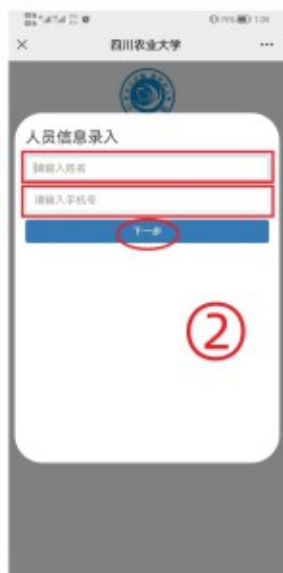 四川农业大学
人员信息录入
请输入姓名
请输入手机号
下一步
②